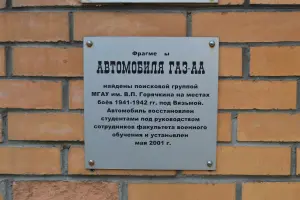 Фрагме ы
АВТОМОБИЛЯ ГАЗ-АА
найдены поисковой группой
МГАУ им. В.П. Горячкина на местах
боёв 1941-1942 гг. под Вязьмой.
Автомобиль восстановлен
студентами под руководством
сотрудников факультета военного
обучения и установлен
мая 2001 г.